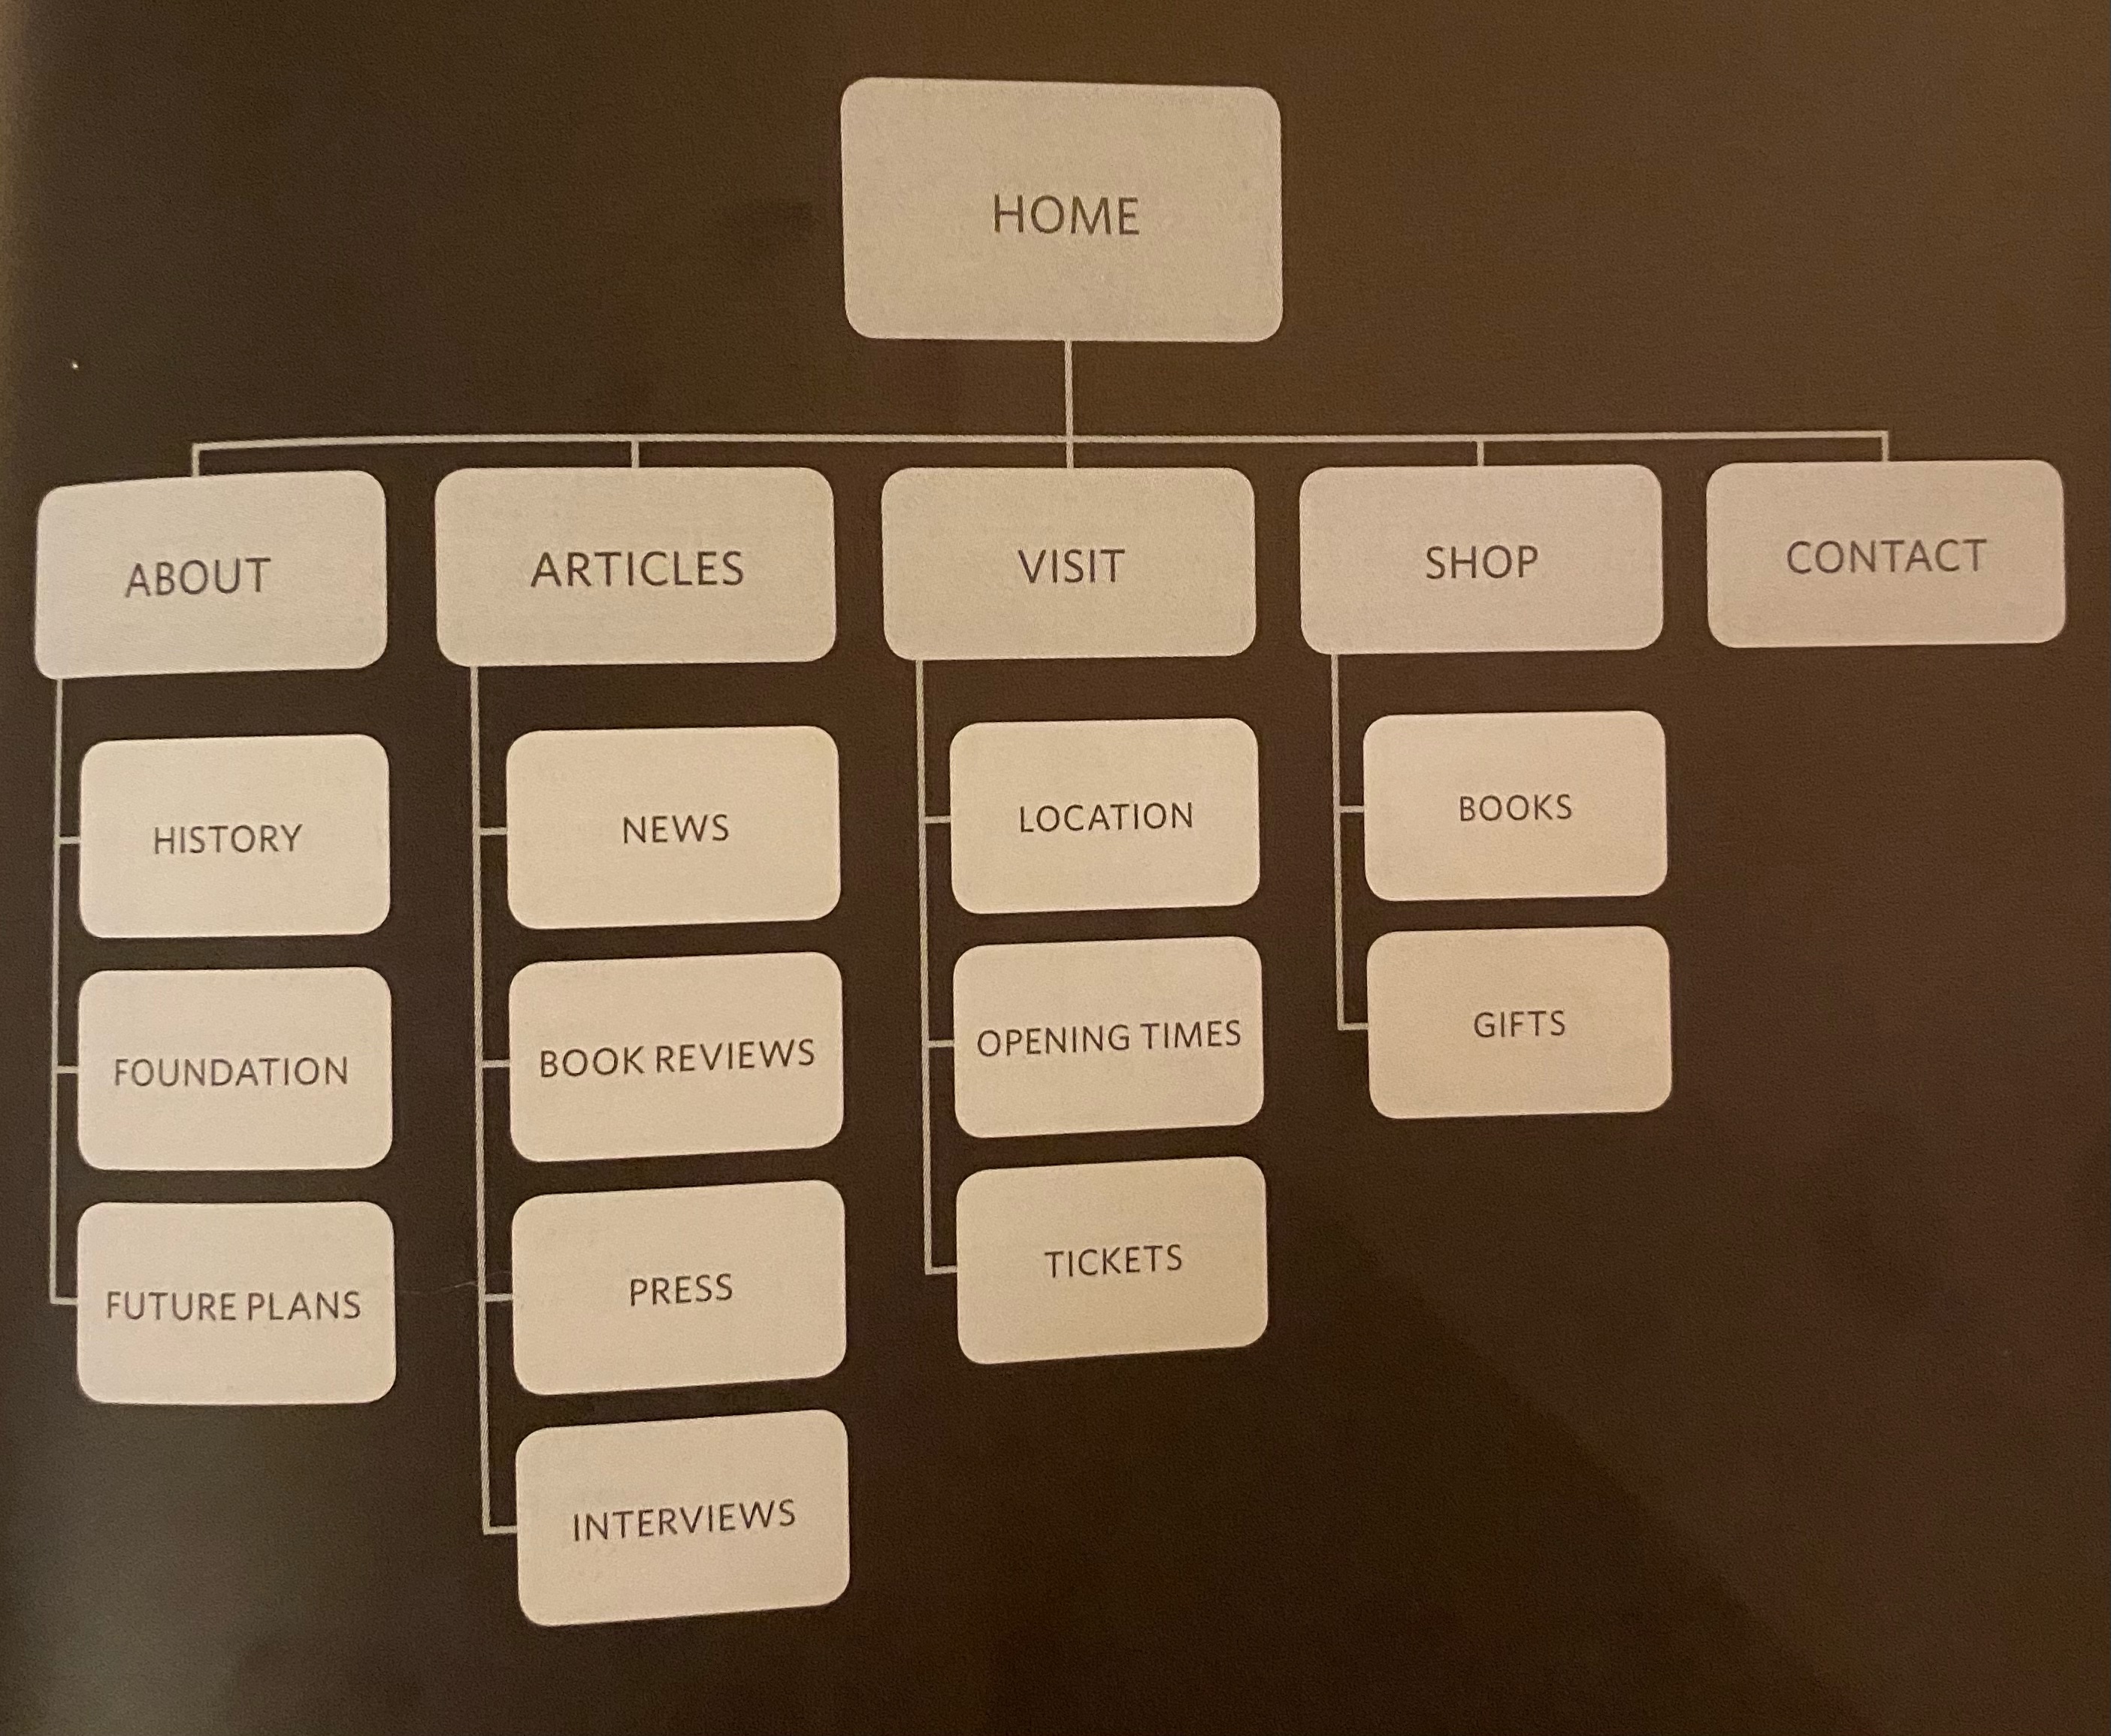 HOME
ABOUT
ARTICLES
VISIT
SHOP
CONTACT
HISTORY
FOUNDATION
FUTURE PLANS
NEWS
BOOK REVIEWS
PRESS
INTERVIEWS
LOCATION
OPENING TIMES
TICKETS
BOOKS
GIFTS